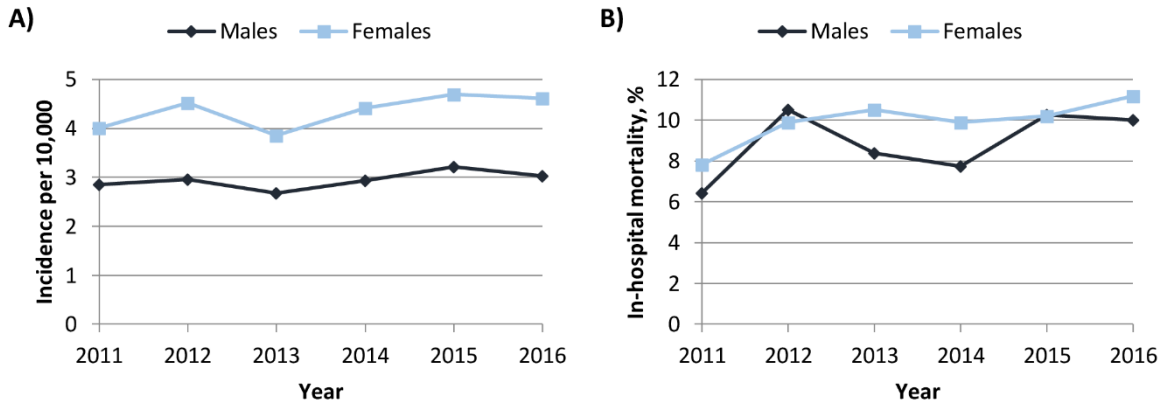 A)
Males Females
Incidence per 10,000
5
4
3
2
1
0
2011 2012 2013 2014 2015 2016
Year
B)
Males Females
In-hospital mortality, %
12
10
8
6
4
2
0
2011 2012 2013 2014 2015 2016
Year